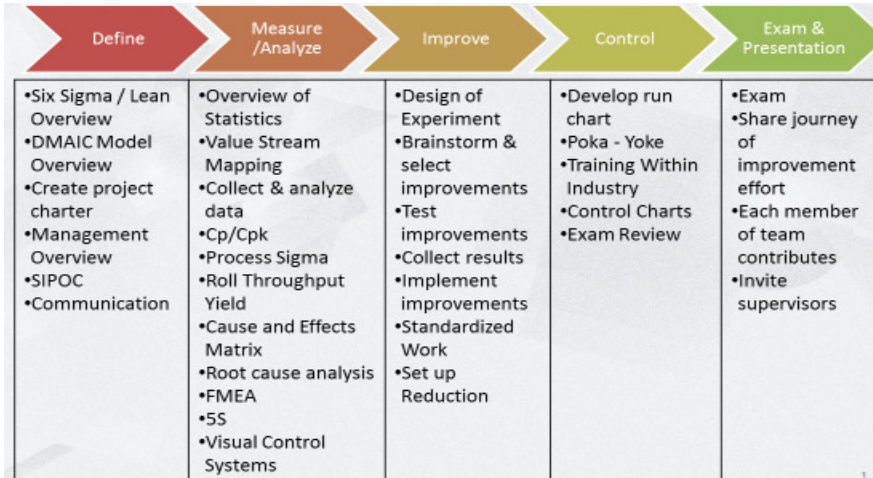 Define
Measure
/Analyze
Improve
Control
Exam &
Presentation
•Six Sigma / Lean
Overview
•DMAIC Model
Overview
•Create project
charter
•Management
Overview
•SIPOC
•Communication
•Overview of
Statistics
•Value Stream
Mapping
•Collect & analyze
data
•Cp/Cpk
•Process Sigma
•Roll Throughput
Yield
•Cause and Effects
Matrix
•Root cause analysis
•FMEA
•5S
•Visual Control
Systems
•Design of
Experiment
•Brainstorm &
select
improvements
•Test
improvements
•Collect results
•Implement
improvements
•Standardized
Work
•Set up
Reduction
•Develop run
chart
•Poka - Yoke
•Training Within
Industry
•Control Charts
•Exam Review
•Exam
•Share journey
of
improvement
effort
•Each member
of team
contributes
•Invite
supervisors
1